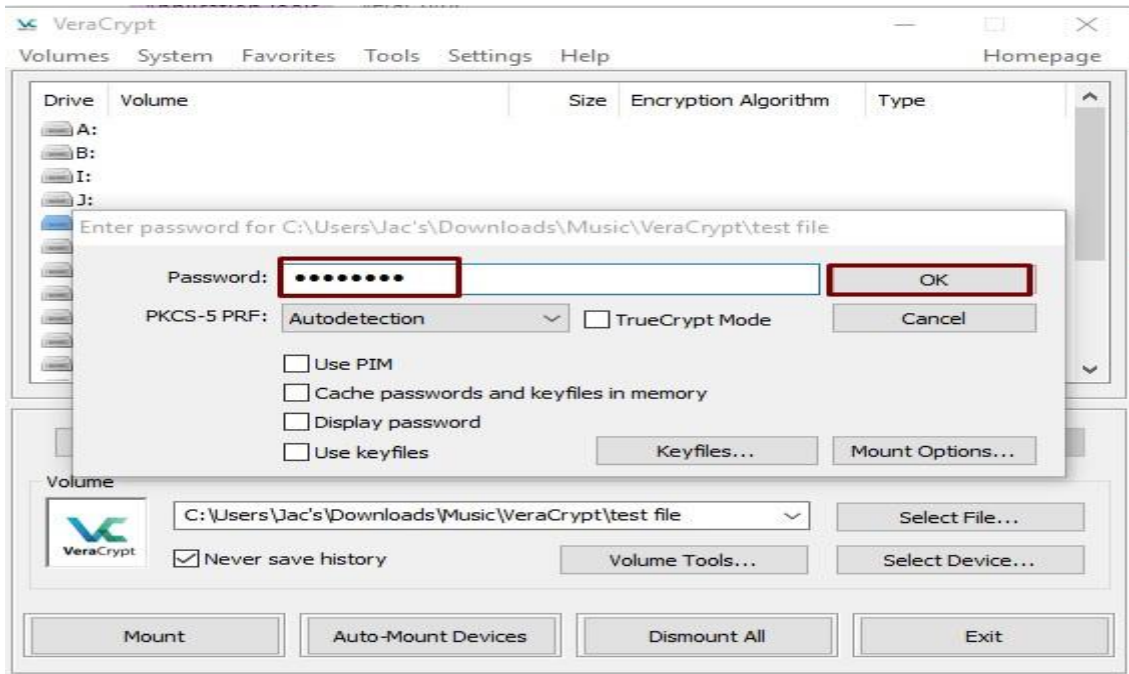 VeraCrypt
Volumes System Favorites Tools Settings Help Homepage
Drive Volume Size Encryption Algorithm Type
A:
B:
I:
J:
Enter password for C:\Users\Jac's\Downloads\Music\VeraCrypt\test file
Password: ●●●●●●●● OK
PKCS-5 PRF: Autodetection TrueCrypt Mode Cancel
Use PIM
Cache passwords and keyfiles in memory
Display password
Use keyfiles Keyfiles... Mount Options...
Volume
C:\Users\Jac's\Downloads\Music\VeraCrypt\test file Select File...
VeraCrypt
Never save history Volume Tools... Select Device...
Mount Auto-Mount Devices Dismount All Exit